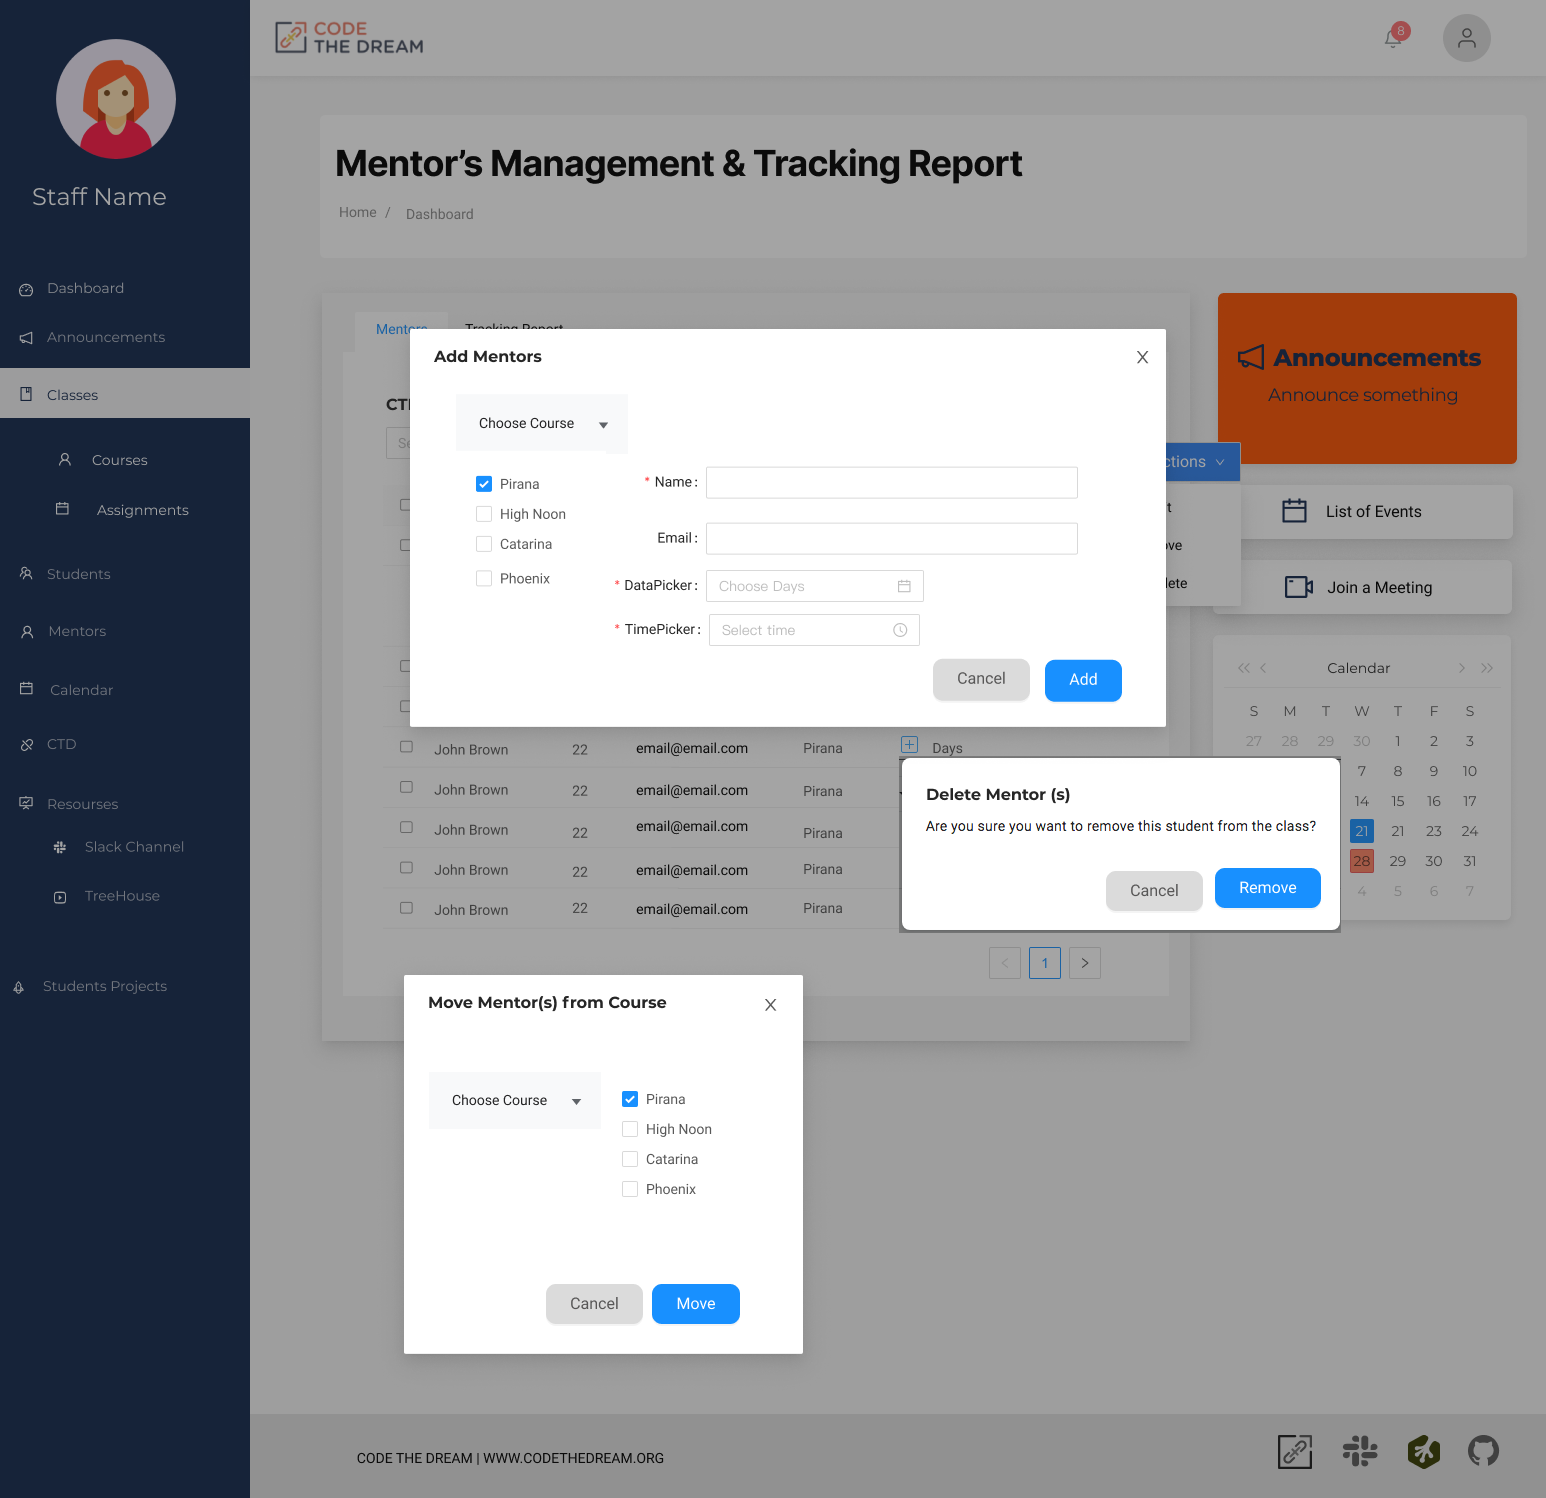 CODE
THE DREAM
8
Staff Name
Dashboard
Announcements
Classes
Courses
Assignments
Students
Mentors
Calendar
CTD
Resourses
Slack Channel
TreeHouse
Students Projects
Mentor's Management & Tracking Report
Home / Dashboard
Mentors Tracking Report
Add Mentors
Choose Course
Pirana
High Noon
Catarina
Phoenix
* Name :
Email :
* DataPicker : Choose Days
* TimePicker : Select time
Cancel Add
John Brown 22 email@email.com Pirana Days
John Brown 22 email@email.com Pirana
John Brown 22 email@email.com Pirana
John Brown 22 email@email.com Pirana
John Brown 22 email@email.com Pirana
1
Delete Mentor (s)
Are you sure you want to remove this student from the class?
Cancel Remove
Move Mentor(s) from Course
Choose Course
Pirana
High Noon
Catarina
Phoenix
Cancel Move
Announcements
Announce something
List of Events
Join a Meeting
Calendar
S M T W T F S
27 28 29 30 1 2 3
7 8 9 10
14 15 16 17
21 21 23 24
28 29 30 31
4 5 6 7
CODE THE DREAM | WWW.CODETHEDREAM.ORG